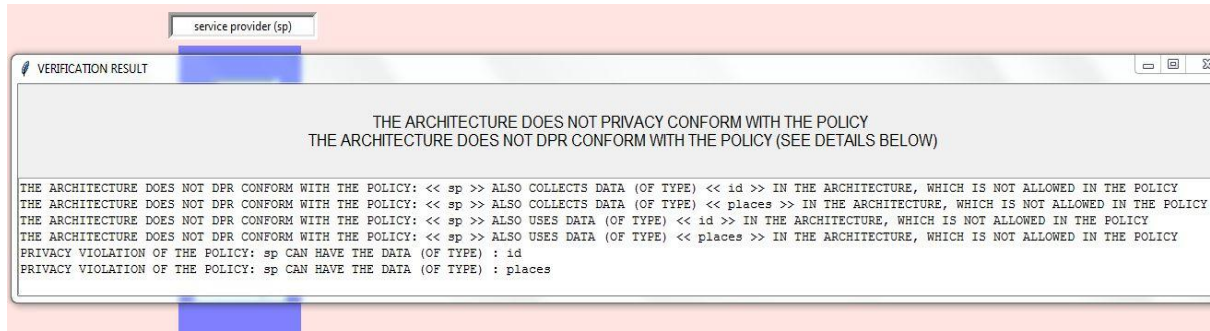 service provider (sp)
VERIFICATION RESULT
THE ARCHITECTURE DOES NOT PRIVACY CONFORM WITH THE POLICY
THE ARCHITECTURE DOES NOT DPR CONFORM WITH THE POLICY (SEE DETAILS BELOW)
THE ARCHITECTURE DOES NOT DPR CONFORM WITH THE POLICY: << sp >> ALSO COLLECTS DATA (OF TYPE) << id >> IN THE ARCHITECTURE, WHICH IS NOT ALLOWED IN THE POLICY
THE ARCHITECTURE DOES NOT DPR CONFORM WITH THE POLICY: << sp >> ALSO COLLECTS DATA (OF TYPE) << places >> IN THE ARCHITECTURE, WHICH IS NOT ALLOWED IN THE POLICY
THE ARCHITECTURE DOES NOT DPR CONFORM WITH THE POLICY: << sp >> ALSO USES DATA (OF TYPE) << id >> IN THE ARCHITECTURE, WHICH IS NOT ALLOWED IN THE POLICY
THE ARCHITECTURE DOES NOT DPR CONFORM WITH THE POLICY: << sp >> ALSO USES DATA (OF TYPE) << places >> IN THE ARCHITECTURE, WHICH IS NOT ALLOWED IN THE POLICY
PRIVACY VIOLATION OF THE POLICY: sp CAN HAVE THE DATA (OF TYPE) : id
PRIVACY VIOLATION OF THE POLICY: sp CAN HAVE THE DATA (OF TYPE) : places